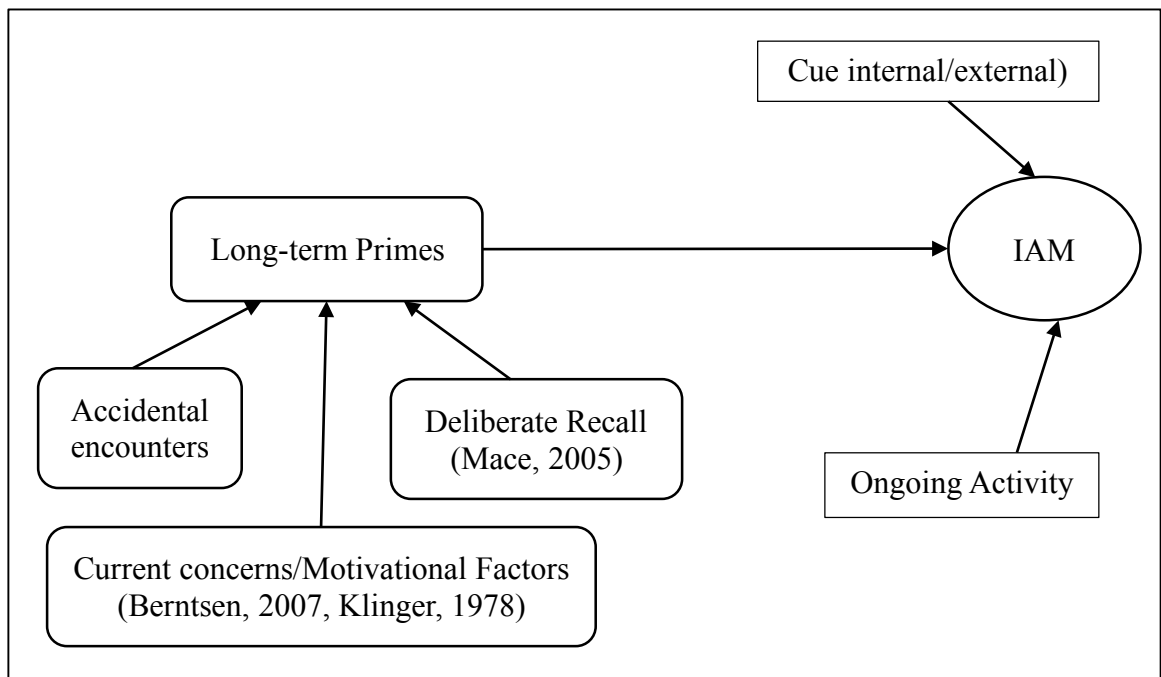 Cue internal/external)
Long-term Primes
IAM
Accidental
encounters
Deliberate Recall
(Mace, 2005)
Ongoing Activity
Current concerns/Motivational Factors
(Berntsen, 2007, Klinger, 1978)